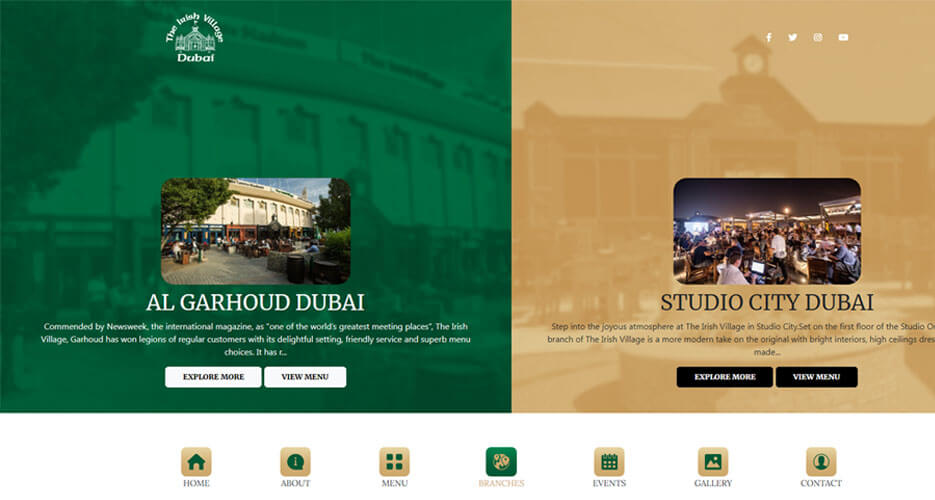 The Irish Village
Dubai
AL GARHOUD DUBAI
Commended by Newsweek, the international magazine, as "one of the world's greatest meeting places", The Irish
Village, Garhoud has won legions of regular customers with its delightful setting, friendly service and superb menu
choices. It has r...
EXPLORE MORE
VIEW MENU
STUDIO CITY DUBAI
Step into the joyous atmosphere at The Irish Village in Studio City.Set on the first floor of the Studio
branch of The Irish Village is a more modern take on the original with bright interiors, high ceilings
made...
EXPLORE MORE
VIEW MENU
HOME
ABOUT
MENU
BRANCHES
EVENTS
GALLERY
CONTACT